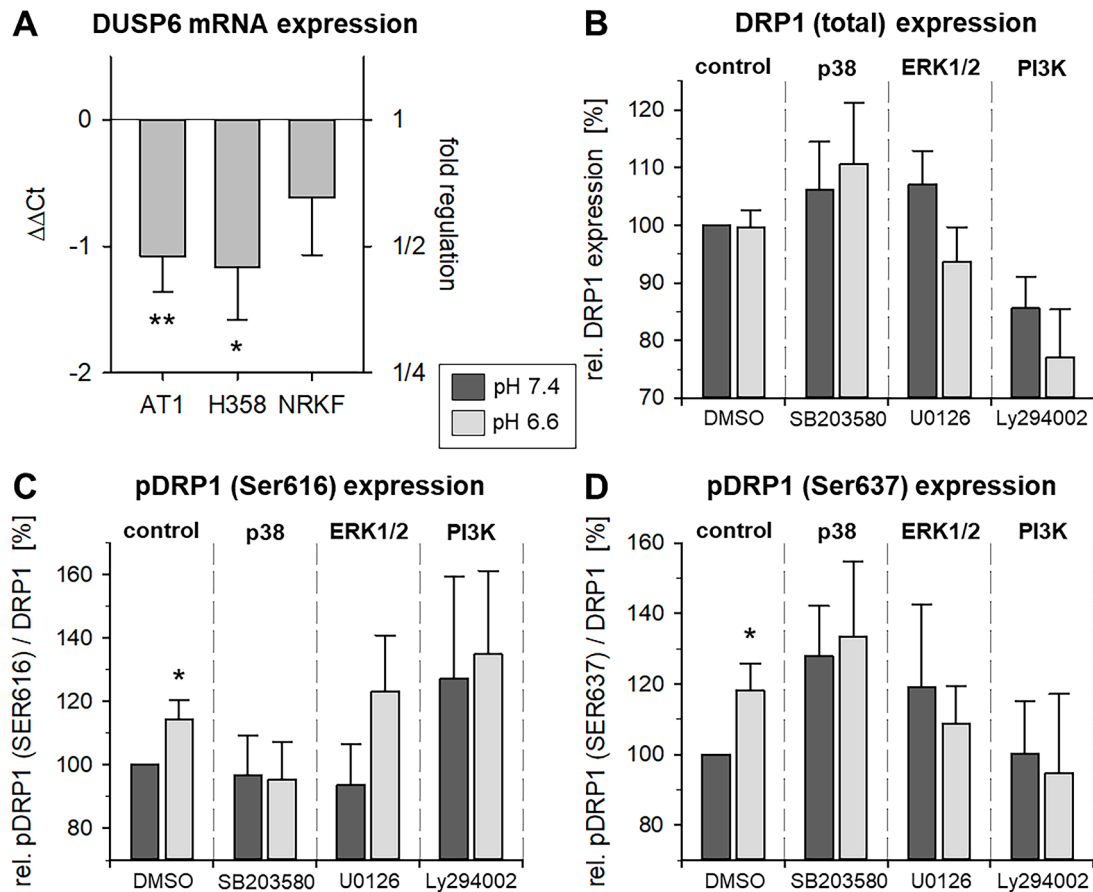 A
DUSP6 mRNA expression
ΔΔCt
0
-1
-2
1
1/2
1/4
fold regulation
**
*
AT1 H358 NRKF
pH 7.4
pH 6.6
B
DRP1 (total) expression
control p38 ERK1/2 PI3K
rel. DRP1 expression [%]
120
110
100
90
80
70
DMSO SB203580 U0126 Ly294002
C
pDRP1 (Ser616) expression
control p38 ERK1/2 PI3K
rel. pDRP1 (SER616) / DRP1 [%]
160
140
120
100
80
*
DMSO SB203580 U0126 Ly294002
D
pDRP1 (Ser637) expression
control p38 ERK1/2 PI3K
rel. pDRP1 (SER637) / DRP1 [%]
160
140
120
100
80
*
DMSO SB203580 U0126 Ly294002